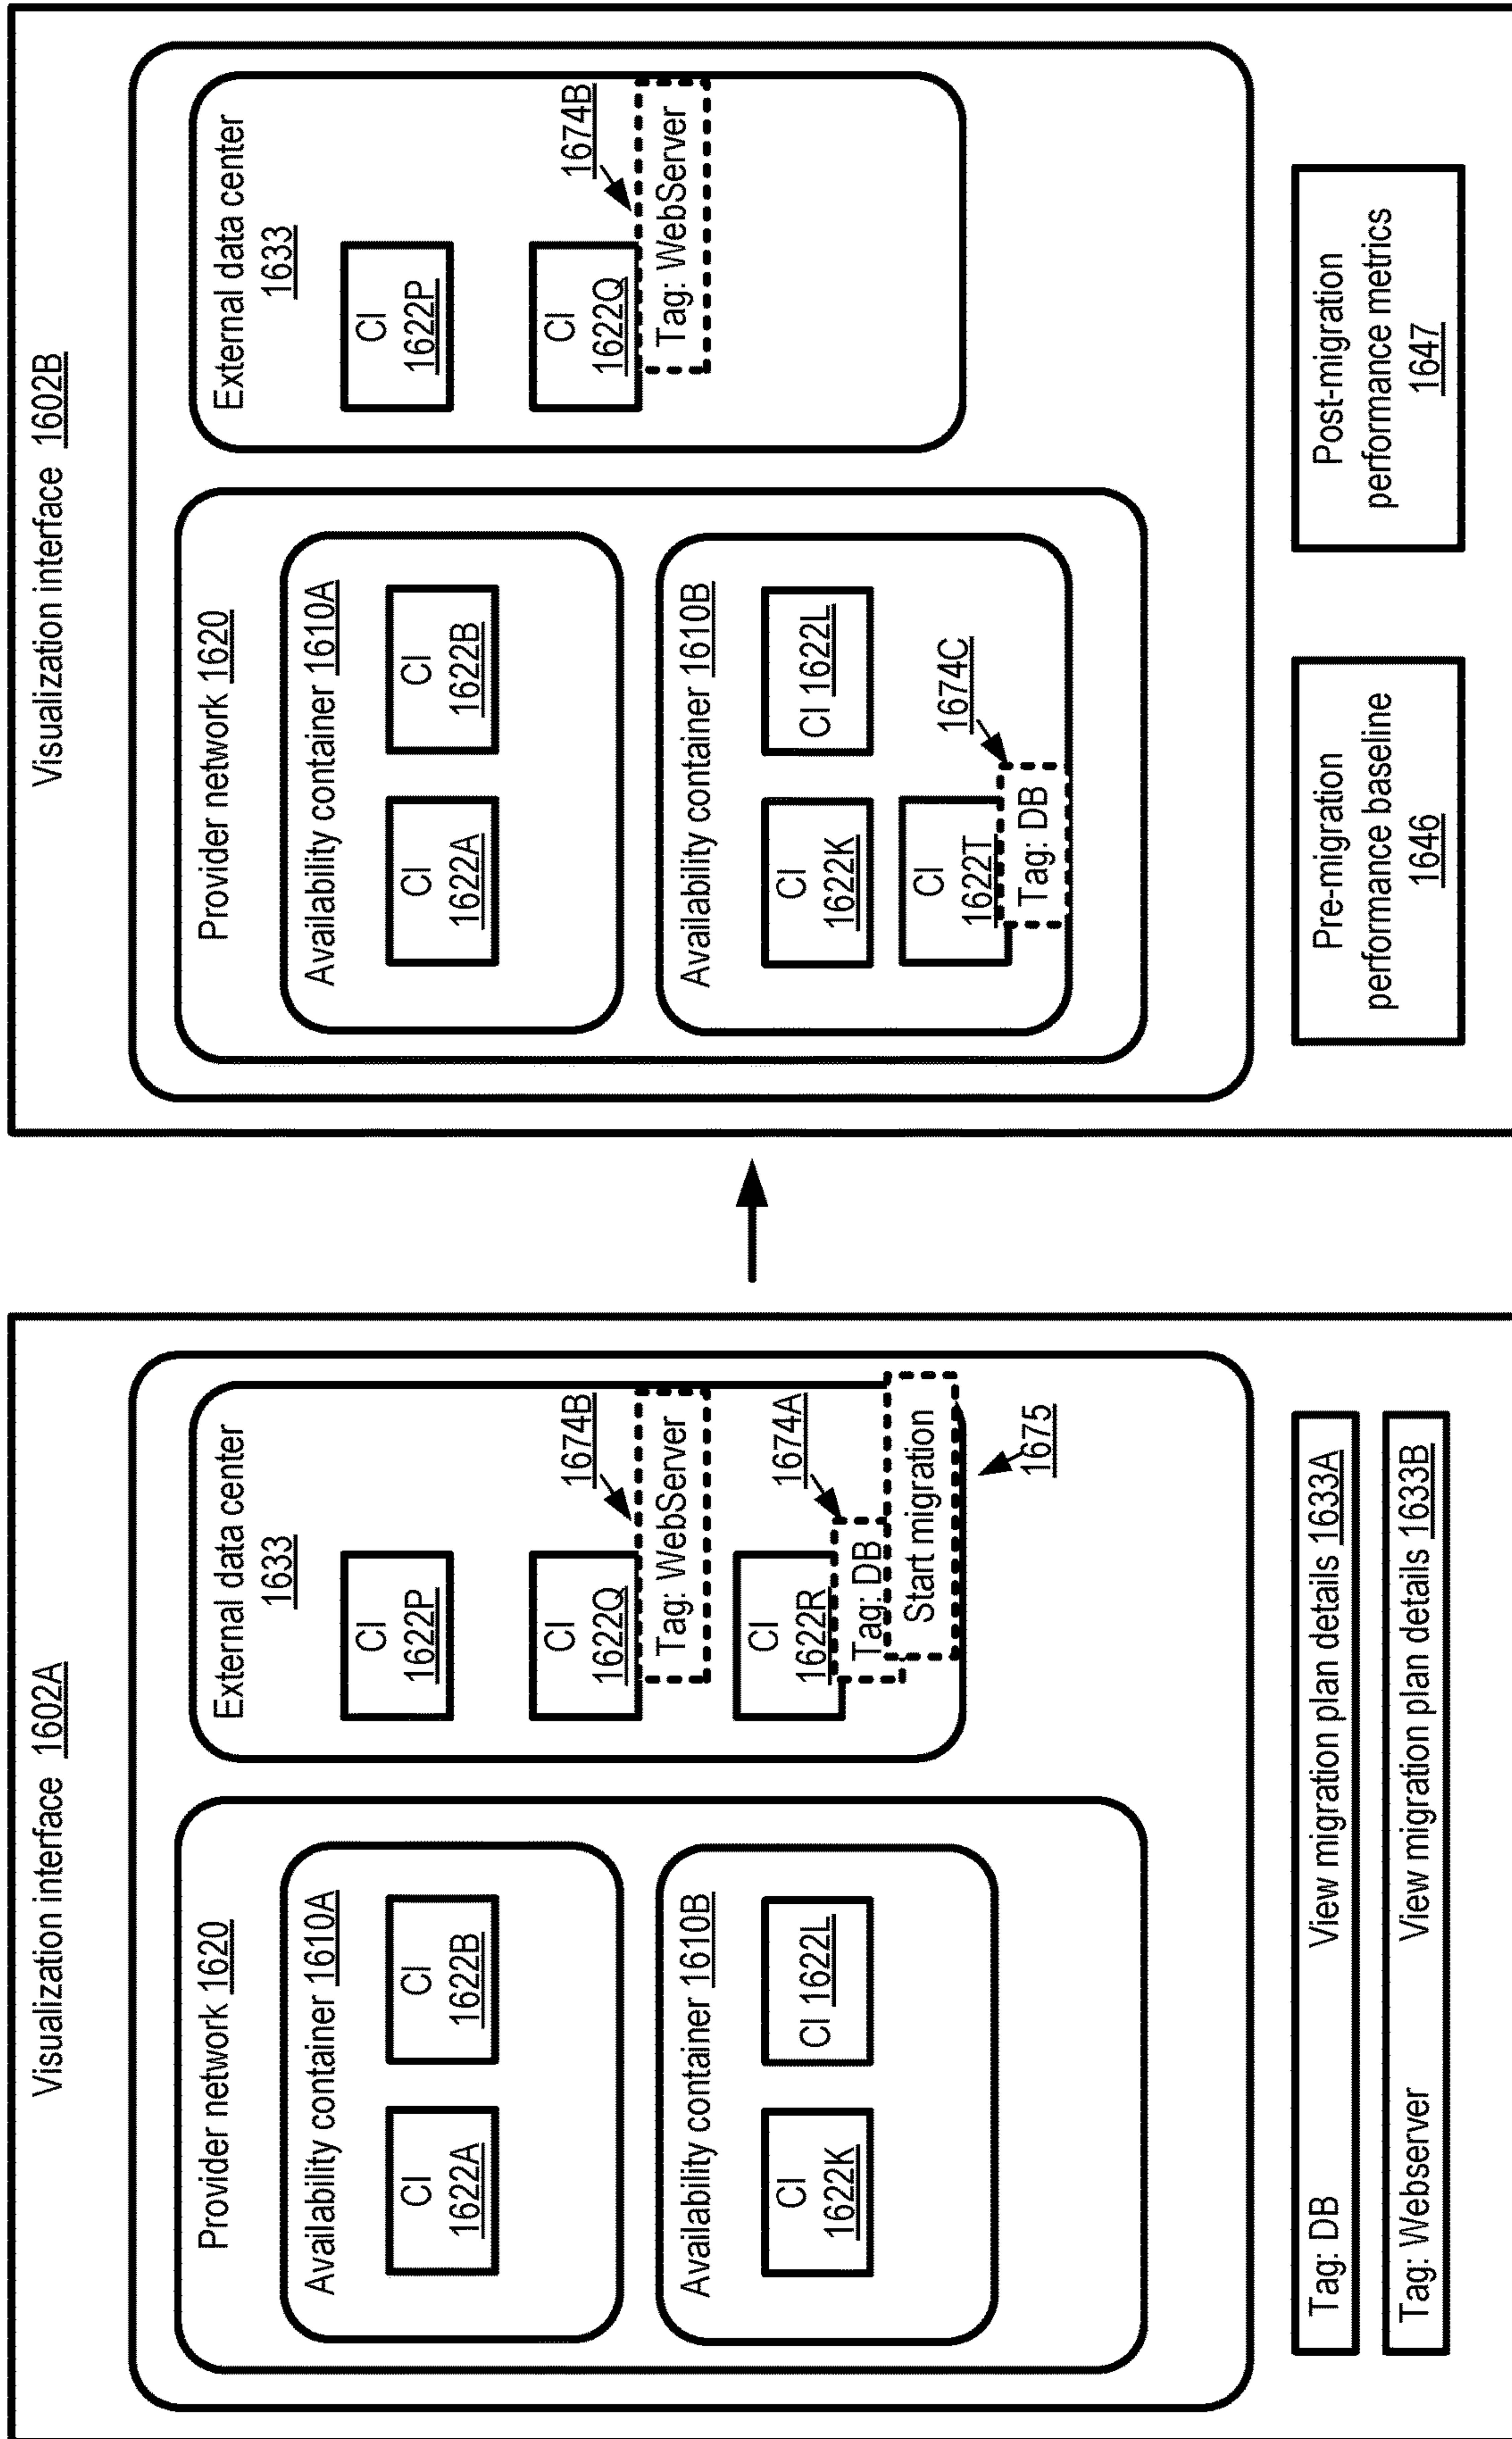 Visualization interface 1602A
Provider network 1620
Availability container 1610A
CI
1622A
CI
1622B
Availability container 1610B
CI
1622K
CI 1622L
External data center
1633
CI
1622P
CI
1622Q
1674B
Tag: WebServer
CI
1622R
1674A
Tag: DB
Start migration
1675
Tag: DB View migration plan details 1633A
Tag: Webserver View migration plan details 1633B
Visualization interface 1602B
Provider network 1620
Availability container 1610A
CI
1622A
CI
1622B
Availability container 1610B
CI
1622K
CI 1622L
CI
1622T
1674C
Tag: DB
External data center
1633
CI
1622P
CI
1622Q
1674B
Tag: WebServer
Pre-migration
performance baseline
1646
Post-migration
performance metrics
1647